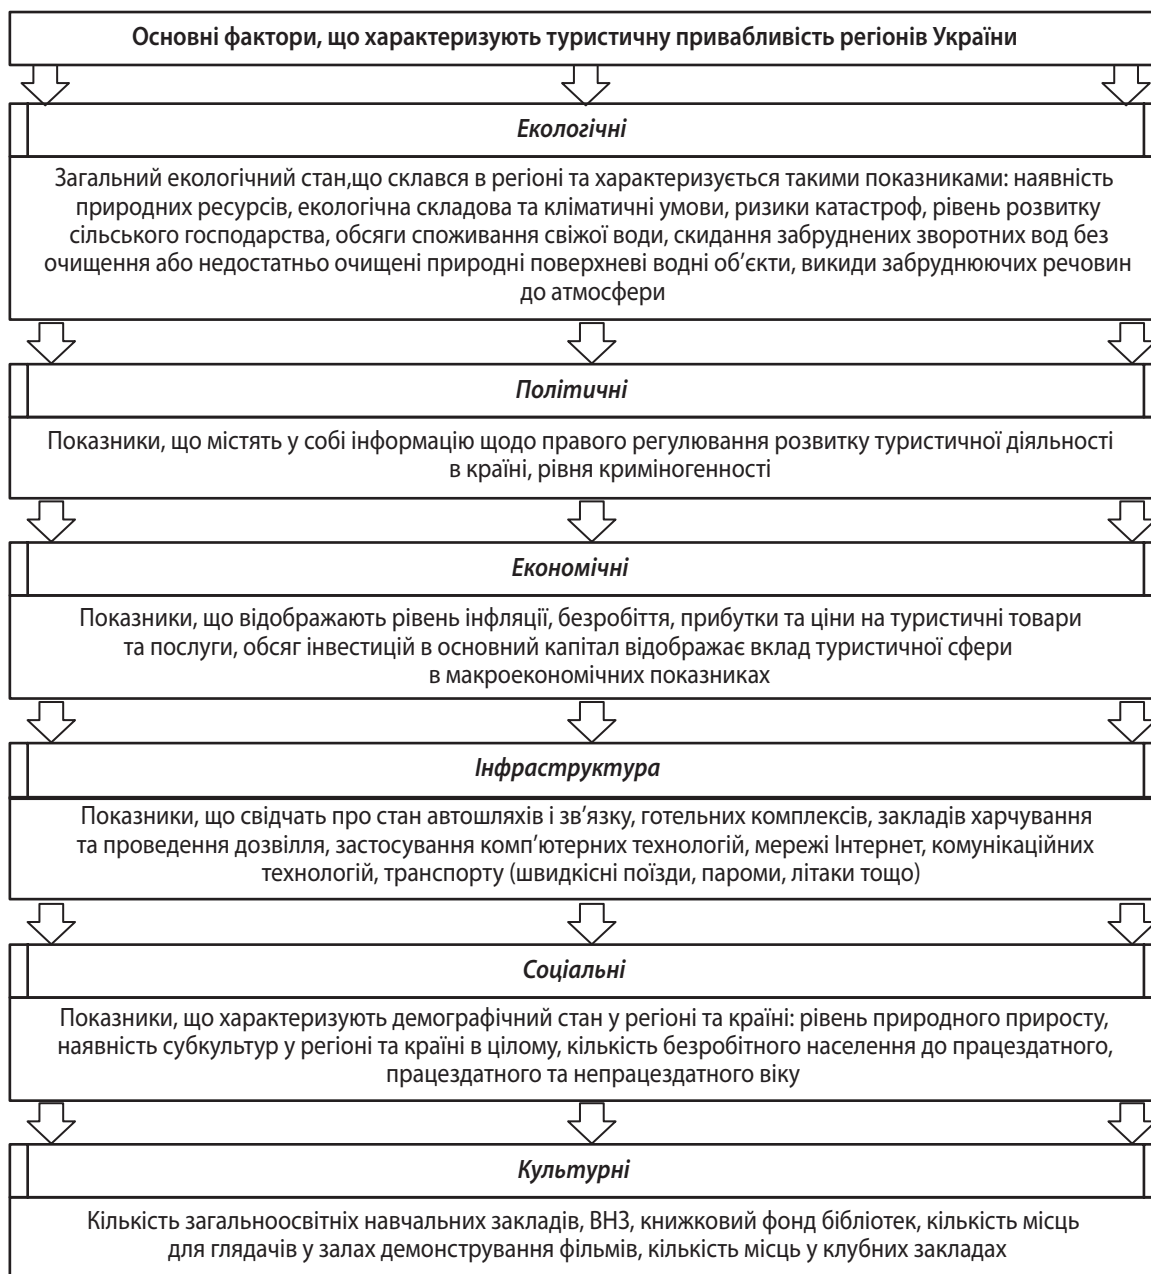 Основні фактори, що характеризують туристичну привабливість регіонів України
Екологічні
Загальний екологічний стан,що склався в регіоні та характеризується такими показниками: наявність
природних ресурсів, екологічна складова та кліматичні умови, ризики катастроф, рівень розвитку
сільського господарства, обсяги споживання свіжої води, скидання забруднених зворотних вод без
очищення або недостатньо очищені природні поверхневі водні об’єкти, викиди забруднюючих речовин
до атмосфери
Політичні
Показники, що містять у собі інформацію щодо правого регулювання розвитку туристичної діяльності
в країні, рівня криміногенності
Економічні
Показники, що відображають рівень інфляції, безробіття, прибутки та ціни на туристичні товари
та послуги, обсяг інвестицій в основний капітал відображає вклад туристичної сфери
в макроекономічних показниках
Інфраструктура
Показники, що свідчать про стан автошляхів і зв’язку, готельних комплексів, закладів харчування
та проведення дозвілля, застосування комп’ютерних технологій, мережі Інтернет, комунікаційних
технологій, транспорту (швидкісні поїзди, пароми, літаки тощо)
Соціальні
Показники, що характеризують демографічний стан у регіоні та країні: рівень природного приросту,
наявність субкультур у регіоні та країні в цілому, кількість безробітного населення до працездатного,
працездатного та непрацездатного віку
Культурні
Кількість загальноосвітніх навчальних закладів, ВНЗ, книжковий фонд бібліотек, кількість місць
для глядачів у залах демонстрування фільмів, кількість місць у клубних закладах